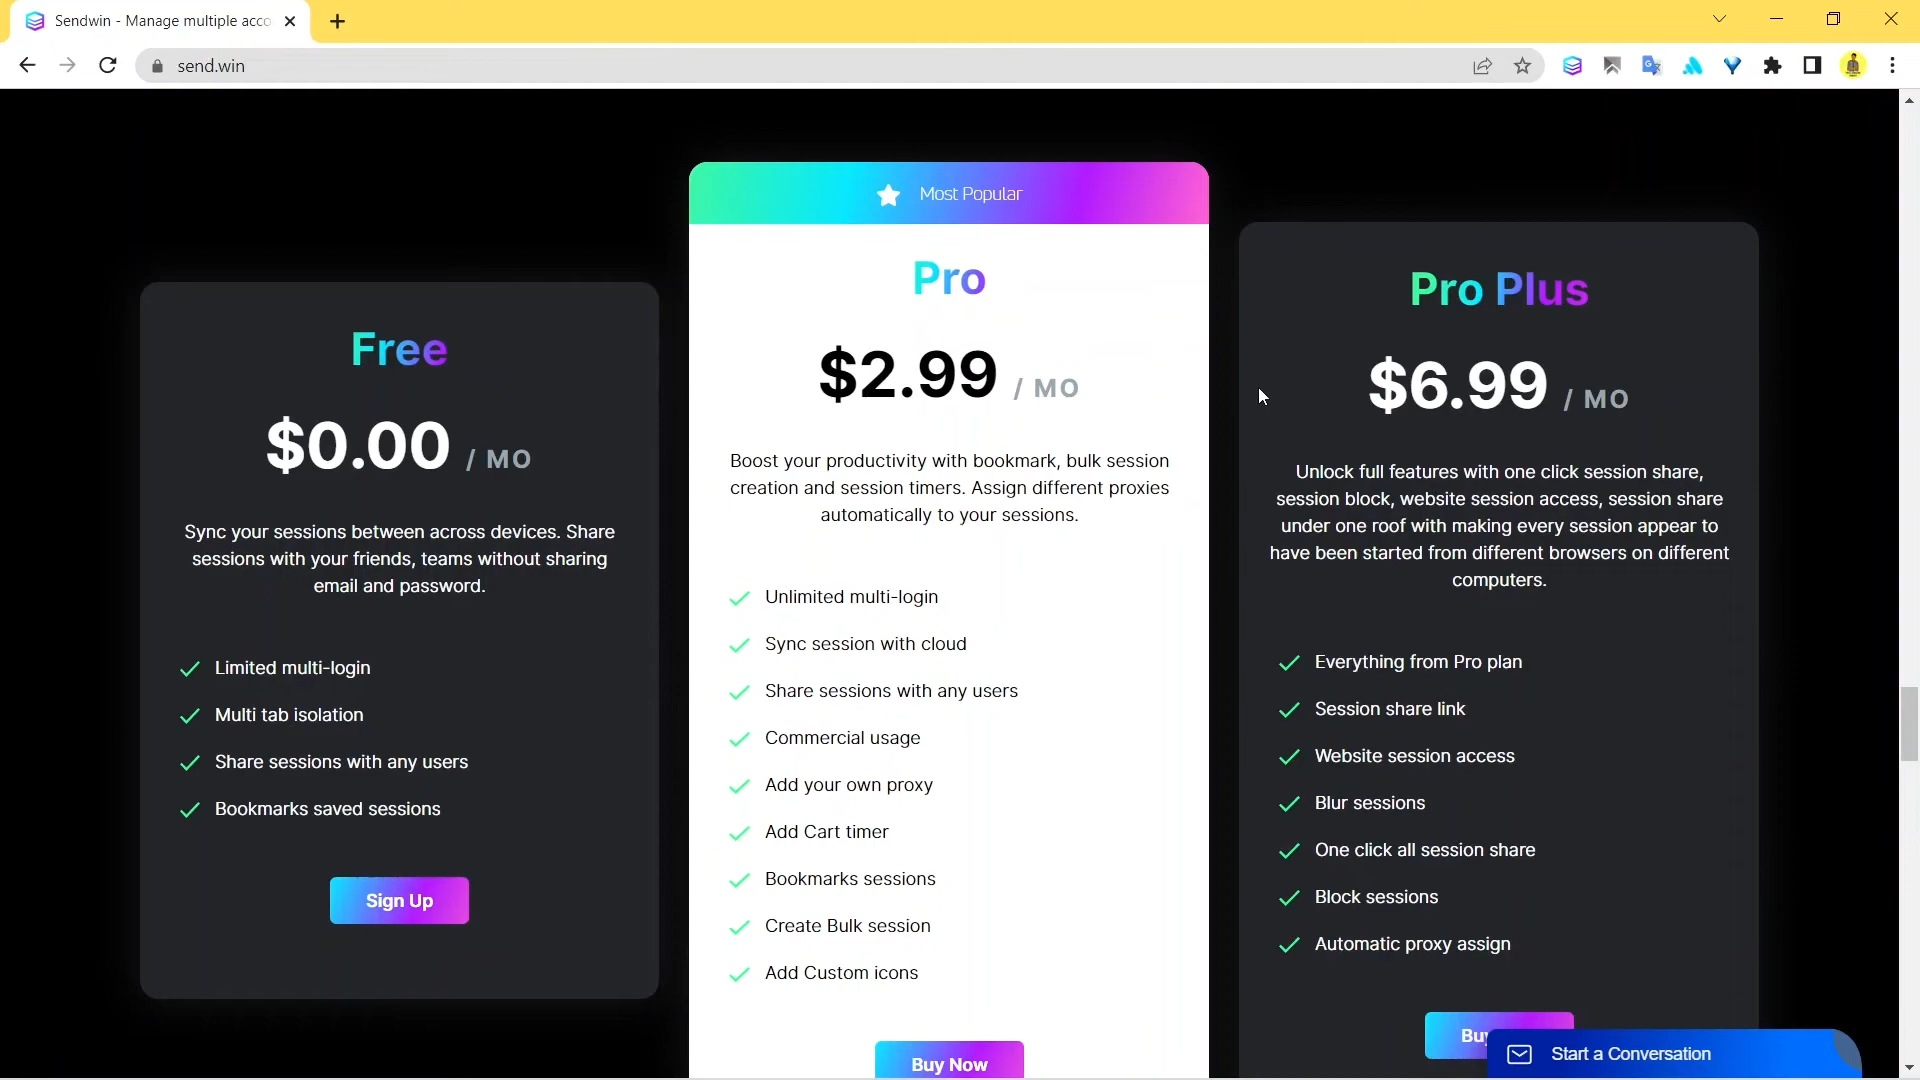 Sendwin - Manage multiple acco
send.win
Free
$0.00 / MO
Sync your sessions between across devices. Share
sessions with your friends, teams without sharing
email and password.
Limited multi-login
Multi tab isolation
Share sessions with any users
Bookmarks saved sessions
Sign Up
Most Popular
Pro
$2.99 / MO
Boost your productivity with bookmark, bulk session
creation and session timers. Assign different proxies
automatically to your sessions.
Unlimited multi-login
Sync session with cloud
Share sessions with any users
Commercial usage
Add your own proxy
Add Cart timer
Bookmarks sessions
Create Bulk session
Add Custom icons
Buy Now
Pro Plus
$6.99 / MO
Unlock full features with one click session share,
session block, website session access, session share
under one roof with making every session appear to
have been started from different browsers on different
computers.
Everything from Pro plan
Session share link
Website session access
Blur sessions
One click all session share
Block sessions
Automatic proxy assign
Buy
Start a Conversation